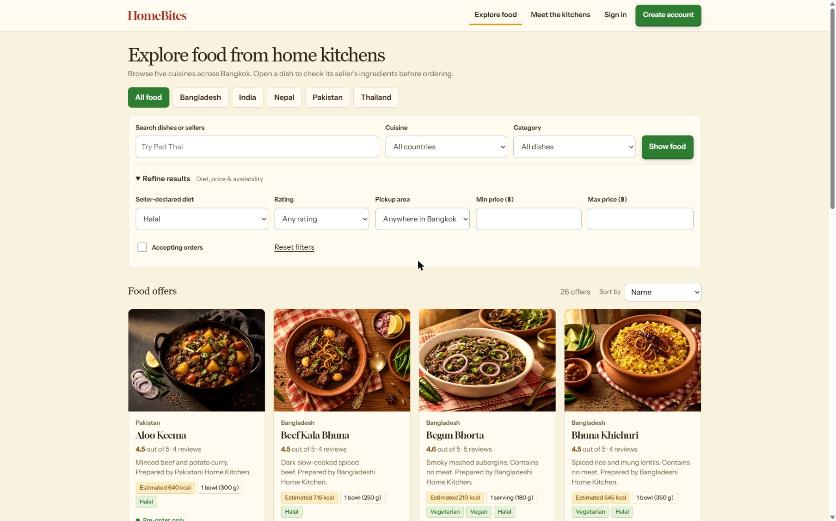 HomeBites
Explore food
Meet the kitchens
Sign in
Create account
Explore food from home kitchens
Browse five cuisines across Bangkok. Open a dish to check its seller's ingredients before ordering.
All food
Bangladesh
India
Nepal
Pakistan
Thailand
Search dishes or sellers
Cuisine
Category
Try Pad Thai
All countries
All dishes
Show food
▼ Refine results Diet, price & availability
Seller-declared diet
Rating
Pickup area
Min price (฿)
Max price (฿)
Halal
Any rating
Anywhere in Bangkok
Accepting orders
Reset filters
Food offers
26 offers
Sort by
Name
Pakistan
Aloo Keema
4.5 out of 5 · 4 reviews
Minced beef and potato curry.
Prepared by Pakistani Home Kitchen.
Estimated 640 kcal
1 bowl (300 g)
Halal
Pre-order only
Bangladesh
Beef Kala Bhuna
4.5 out of 5 · 4 reviews
Dark slow-cooked spiced
beef. Prepared by Bangladeshi
Home Kitchen.
Estimated 715 kcal
1 bowl (250 g)
Halal
Bangladesh
Begun Bhorta
4.6 out of 5 · 5 reviews
Smoky mashed aubergine. Contains
no meat. Prepared by Bangladeshi
Home Kitchen.
Estimated 210 kcal
1 serving (180 g)
Vegetarian
Vegan
Halal
Bangladesh
Bhuna Khichuri
4.5 out of 5 · 4 reviews
Spiced rice and mung lentils. Contains
no meat. Prepared by Bangladeshi
Home Kitchen.
Estimated 545 kcal
1 bowl (350 g)
Vegetarian
Halal